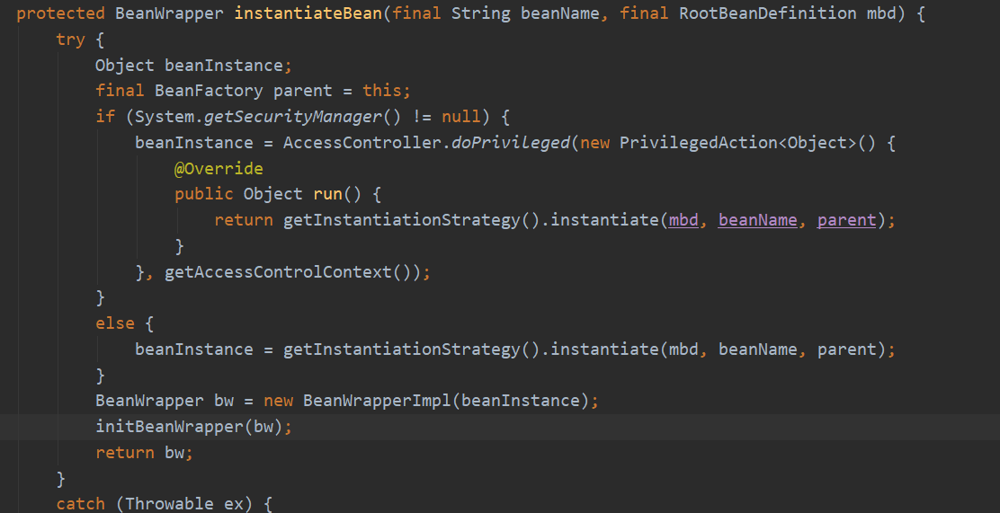 protected BeanWrapper instantiateBean(final String beanName, final RootBeanDefinition mbd) {
try {
Object beanInstance;
final BeanFactory parent = this;
if (System.getSecurityManager() != null) {
beanInstance = AccessController.doPrivileged(new PrivilegedAction<Object>() {
@Override
public Object run() {
return getInstantiationStrategy().instantiate(mbd, beanName, parent);
}
}, getAccessControlContext());
}
else {
beanInstance = getInstantiationStrategy().instantiate(mbd, beanName, parent);
}
BeanWrapper bw = new BeanWrapperImpl(beanInstance);
initBeanWrapper(bw);
return bw;
}
catch (Throwable ex) {